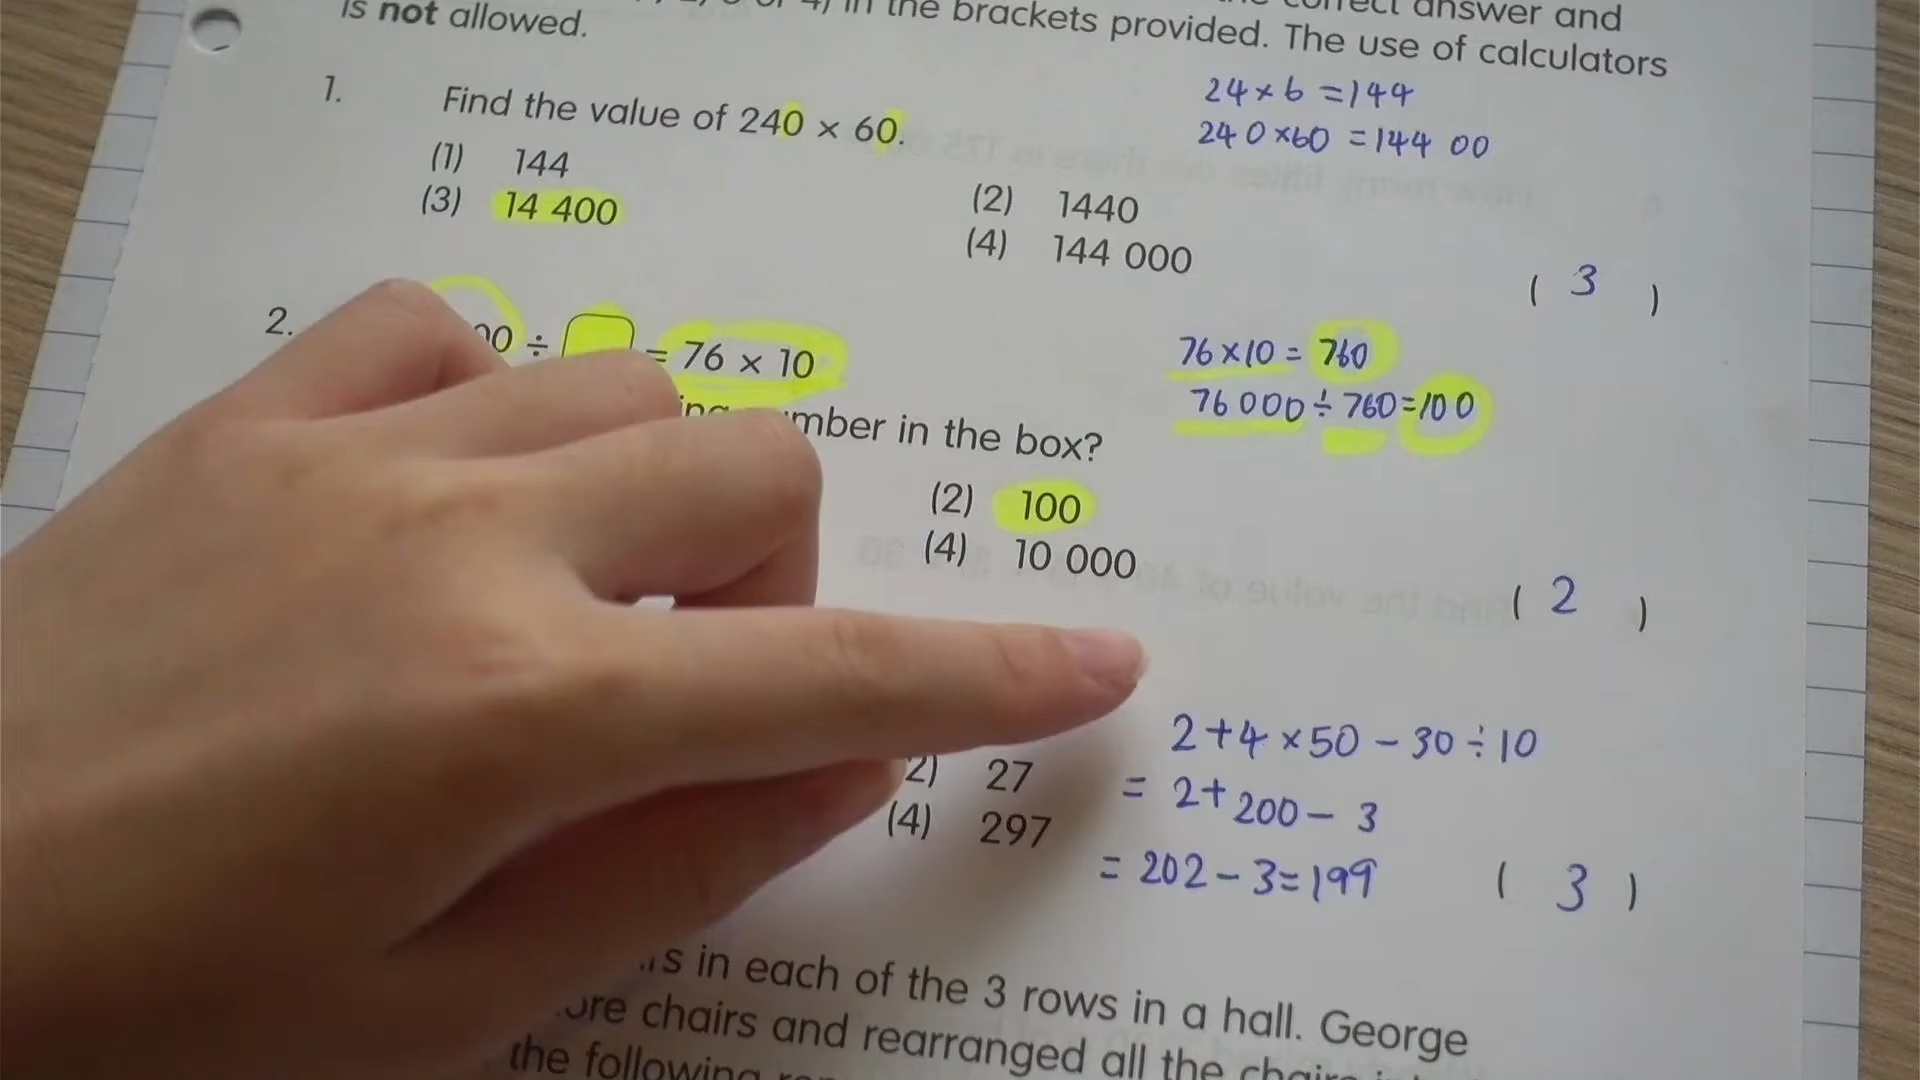 in the brackets provided. The use of calculators
is not allowed.
1. Find the value of 240 × 60.
(1) 144
(2) 1440
(3) 14 400
(4) 144 000
24 × 6 = 144
240 × 60 = 144 00
( 3 )
2. 00 ÷ = 76 × 10
in the box?
(2) 100
(4) 10 000
76 × 10 = 760
76 000 ÷ 760 = 100
( 2 )
2) 27
(4) 297
2 + 4 × 50 - 30 ÷ 10
= 2 + 200 - 3
= 202 - 3 = 199
( 3 )
in each of the 3 rows in a hall. George
chairs and rearranged all the
the following